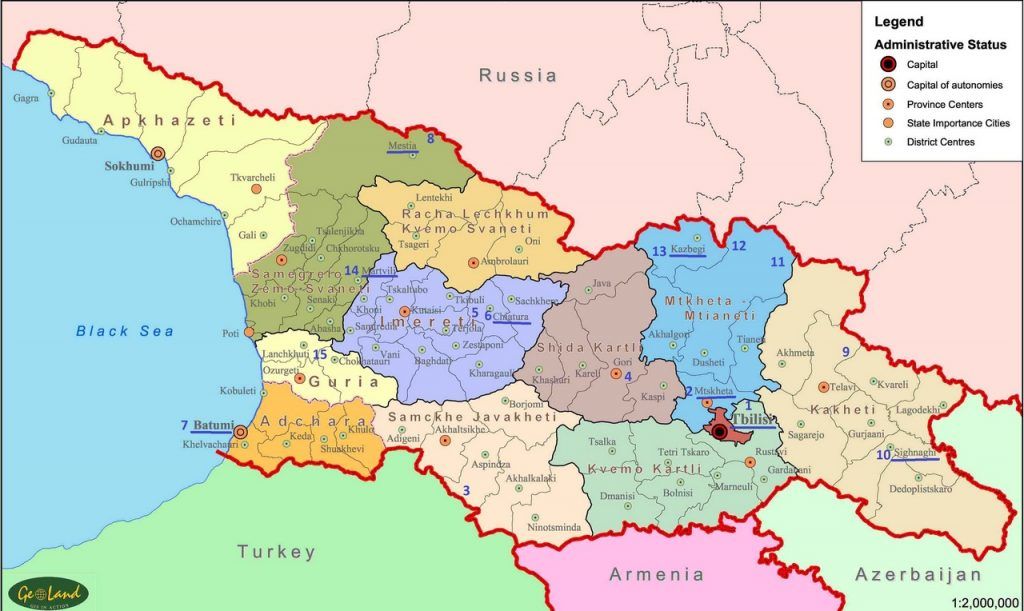 Legend
Administrative Status
Capital
Capital of autonomies
Province Centers
State Importance Cities
District Centres
Russia
Gagra
Apkhazeti
Gudauta
Sokhumi
Gulripshi
Tkvarcheli
Ochamchire
Gali
Mestia 8
Lentekhi
Racha Lechkhum
Kvemo Svaneti
Tsageri
Oni
Ambrolauri
Tsalenjikha
Zugdidi
Chkhorotsku
Samegrelo
Zemo Svaneti
14 Martvili
Khobi
Senaki
Abasha
Poti
Black Sea
Tskaltubo
Khoni
Kutaisi
Tkibuli
Sachkhere
5 6 Chiatura
Imereti
Samtredia
Terjola
Zestaponi
Vani
Baghdati
Kharagauli
13 Kazbegi
12
11
Mtkheta -
Mtianeti
Akhalgori
Dusheti
Tianeti
Java
Shida Kartli
Gori
4
Kareli
Khashuri
Kaspi
2
Mtskheta
1
Tbilisi
Lanchkhuti
15
Chokhatauri
Ozurgeti
Guria
Kobuleti
7 Batumi
Adchara
Khelvachauri
Keda
Khulo
Shuakhevi
Samckhe Javakheti
Borjomi
Adigeni
Akhaltsikhe
Aspindza
3
Akhalkalaki
Ninotsminda
Tsalka
Tetri Tskaro
Kvemo Kartli
Rustavi
Gardabani
Marneuli
Bolnisi
Dmanisi
9
Akhmeta
Telavi
Kvareli
Kakheti
Lagodekhi
Sagarejo
Gurjaani
10 Sighnaghi
Dedoplistskaro
Turkey
Armenia
Azerbaijan
GeoLand
GIS IN ACTION
1:2,000,000